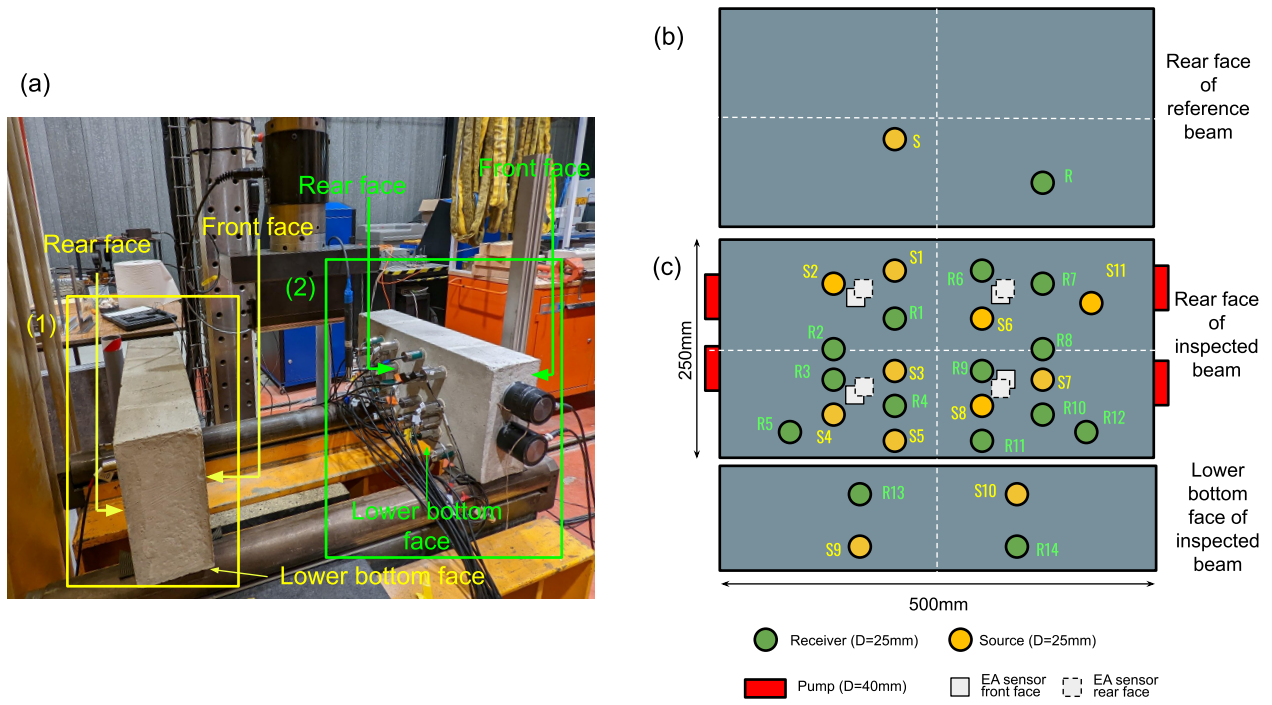 (a)
Rear face
Front face
(1)
Lower bottom face
Rear face
Front face
(2)
Lower bottom
face
(b)
S
R
Rear face
of
reference
beam
(c)
S1
S2
R6
R7
S11
R1
S6
R2
R8
R3
S3
R9
S7
R4
S8
R10
R12
R5
S4
S5
R11
250mm
Rear face
of
inspected
beam
R13
S10
S9
R14
Lower
bottom
face of
inspected
beam
500mm
Receiver (D=25mm)
Source (D=25mm)
Pump (D=40mm)
EA sensor
front face
EA sensor
rear face